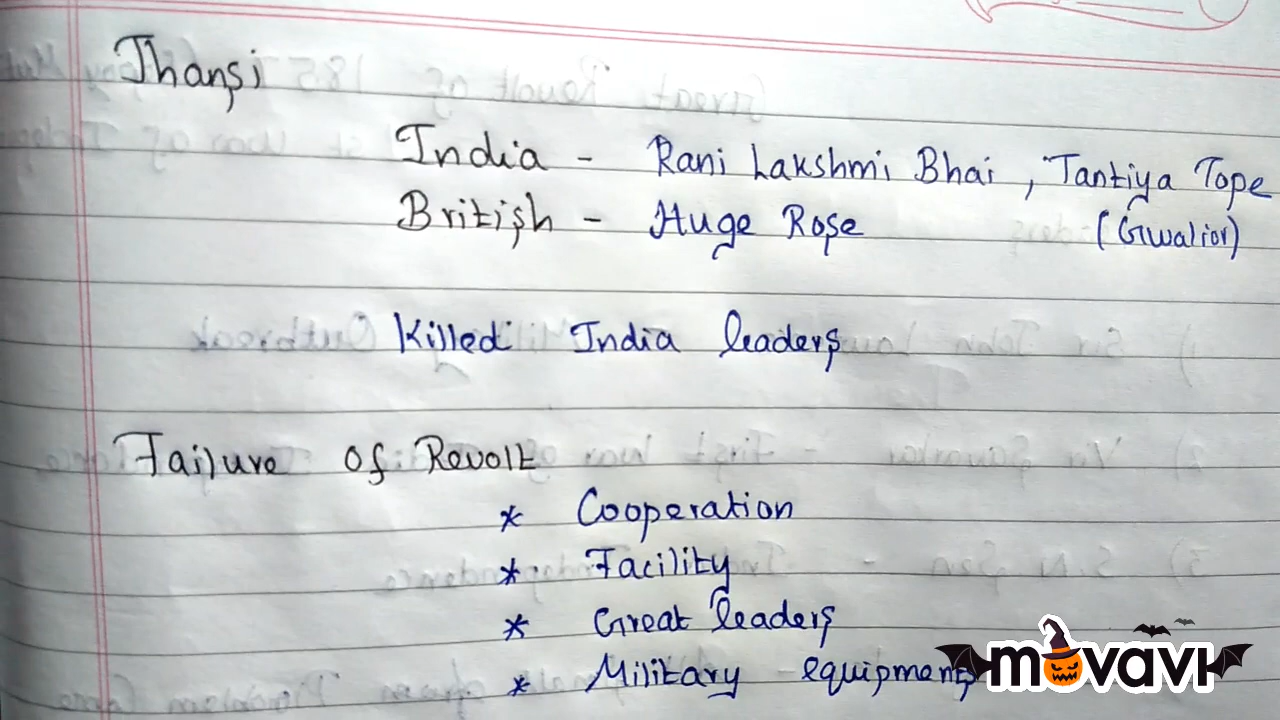 Jhansi
India - Rani Lakshmi Bhai , Tantiya Tope
British - Huge Rose (Gwalior)
Killed India leaders
Failure of Revolt
* Cooperation
* Facility
* Great leaders
* Military equipments
movavi